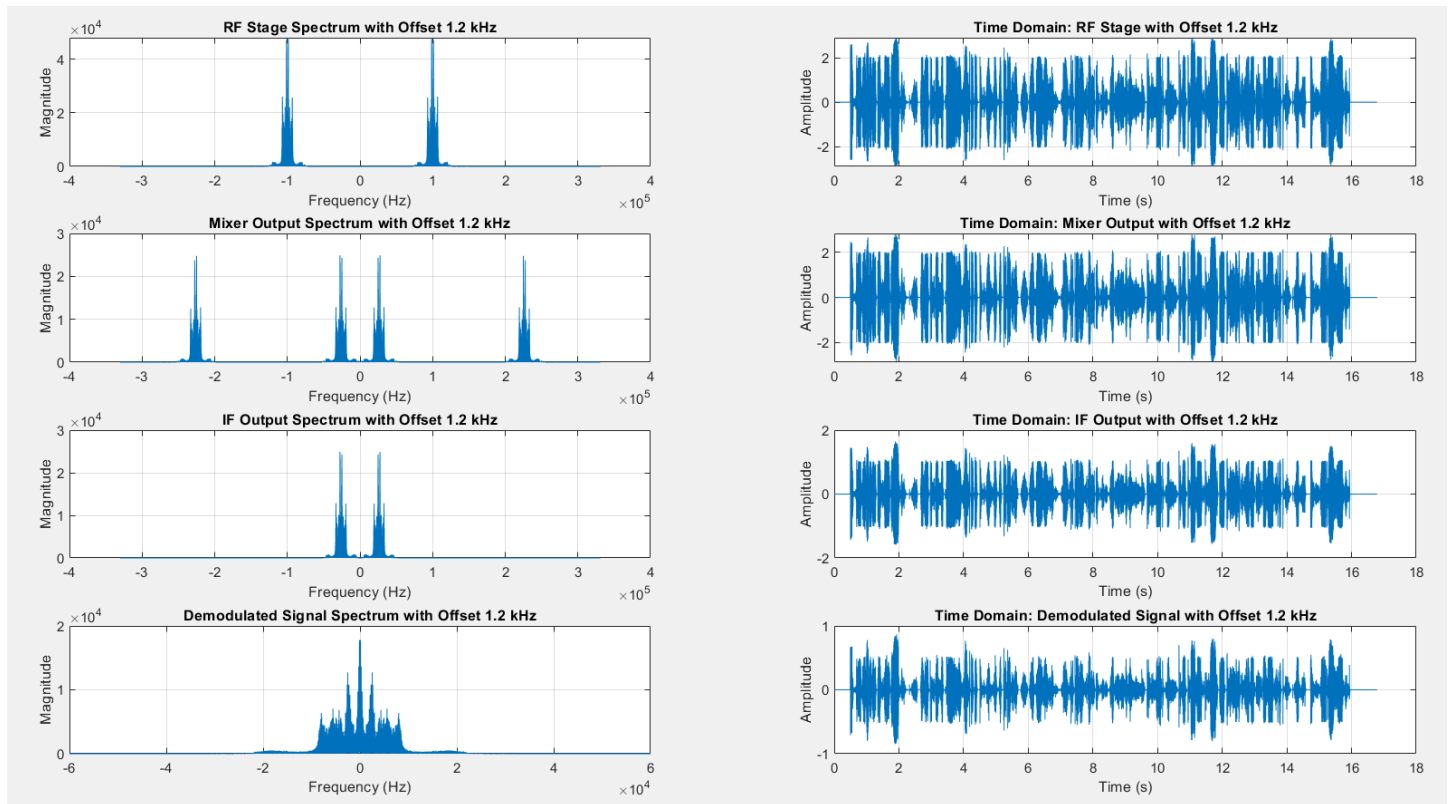 RF Stage Spectrum with Offset 1.2 kHz
×10^4
4
2
0
Magnitude
-4 -3 -2 -1 0 1 2 3 4
Frequency (Hz)
×10^5
Time Domain: RF Stage with Offset 1.2 kHz
2
0
-2
Amplitude
0 2 4 6 8 10 12 14 16 18
Time (s)
Mixer Output Spectrum with Offset 1.2 kHz
×10^4
3
2
1
0
Magnitude
-4 -3 -2 -1 0 1 2 3 4
Frequency (Hz)
×10^5
Time Domain: Mixer Output with Offset 1.2 kHz
2
0
-2
Amplitude
0 2 4 6 8 10 12 14 16 18
Time (s)
IF Output Spectrum with Offset 1.2 kHz
×10^4
3
2
1
0
Magnitude
-4 -3 -2 -1 0 1 2 3 4
Frequency (Hz)
×10^5
Time Domain: IF Output with Offset 1.2 kHz
2
0
-2
Amplitude
0 2 4 6 8 10 12 14 16 18
Time (s)
Demodulated Signal Spectrum with Offset 1.2 kHz
×10^4
2
1
0
Magnitude
-6 -4 -2 0 2 4 6
Frequency (Hz)
×10^4
Time Domain: Demodulated Signal with Offset 1.2 kHz
1
0
-1
Amplitude
0 2 4 6 8 10 12 14 16 18
Time (s)